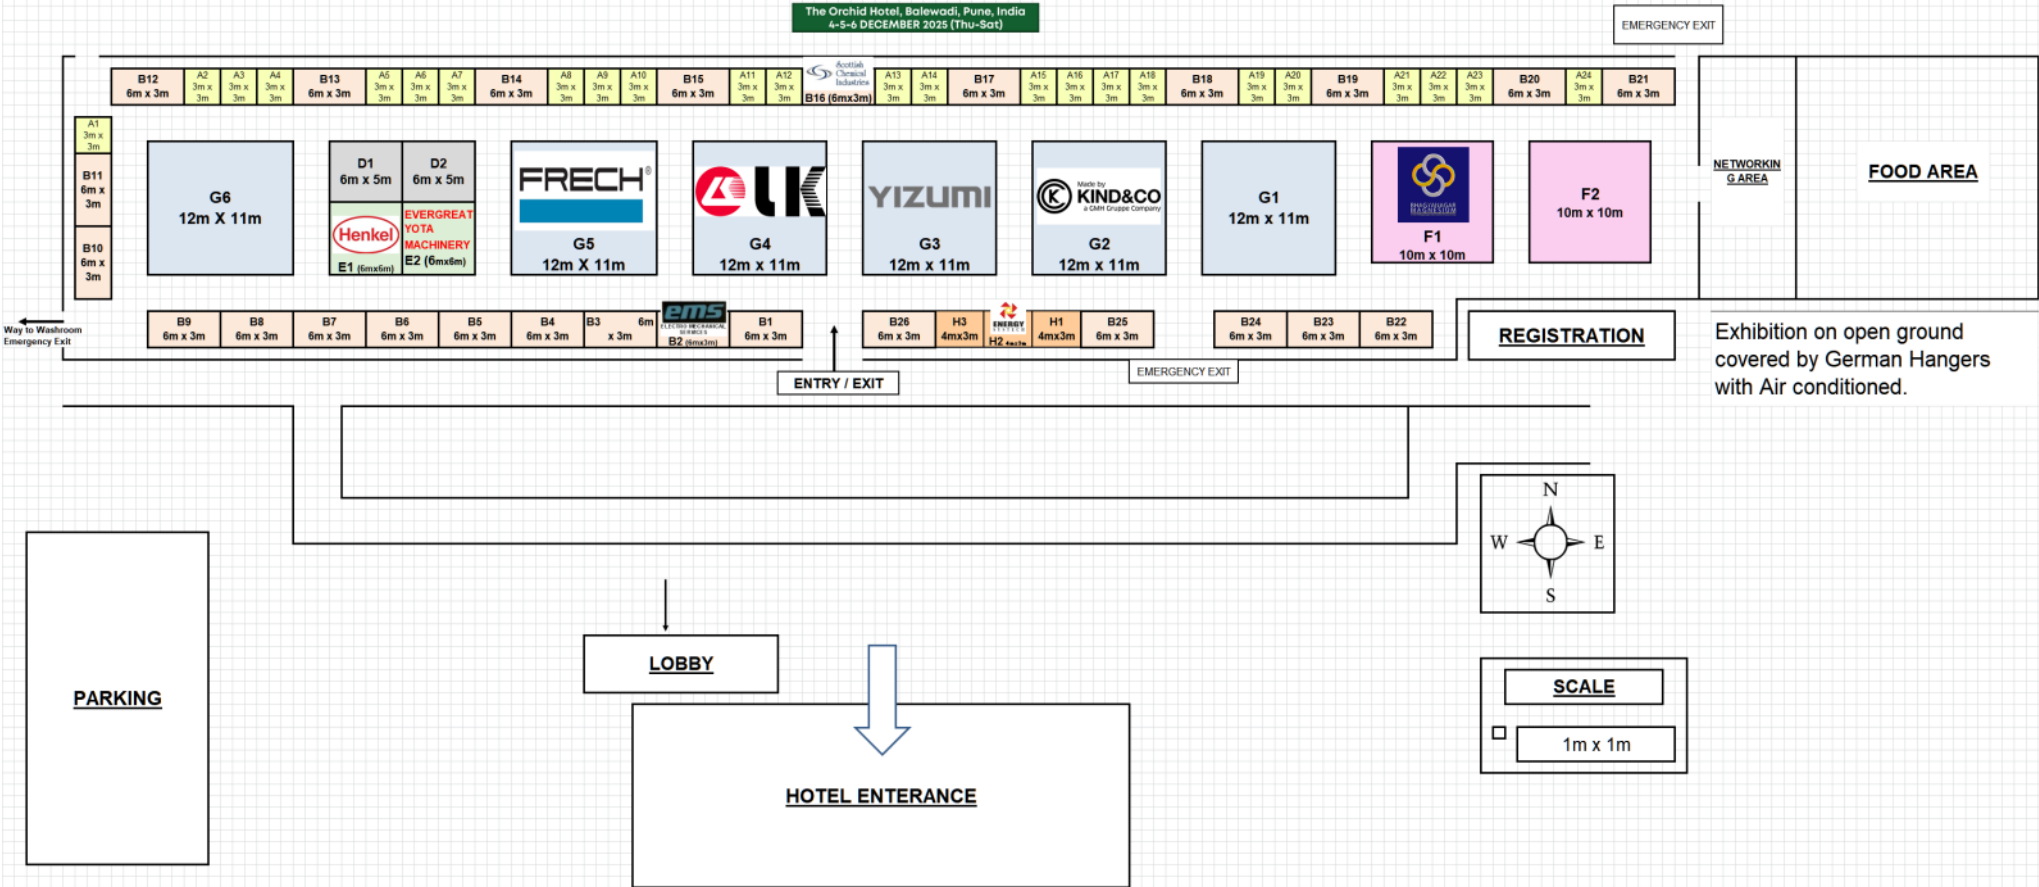 The Orchid Hotel, Balewadi, Pune, India
4-5-6 DECEMBER 2025 (Thu-Sat)
EMERGENCY EXIT
B12
6m x 3m
A2
3m x
3m
A3
3m x
3m
A4
3m x
3m
B13
6m x 3m
A5
3m x
3m
A6
3m x
3m
A7
3m x
3m
B14
6m x 3m
A8
3m x
3m
A9
3m x
3m
A10
3m x
3m
B15
6m x 3m
A11
3m x
3m
A12
3m x
3m
Scottish
Chemical
Industries
B16 (6mx3m)
A13
3m x
3m
A14
3m x
3m
B17
6m x 3m
A15
3m x
3m
A16
3m x
3m
A17
3m x
3m
A18
3m x
3m
B18
6m x 3m
A19
3m x
3m
A20
3m x
3m
B19
6m x 3m
A21
3m x
3m
A22
3m x
3m
A23
3m x
3m
B20
6m x 3m
A24
3m x
3m
B21
6m x 3m
A1
3m x
3m
B11
6m x
3m
B10
6m x
3m
G6
12m X 11m
D1
6m x 5m
D2
6m x 5m
Henkel
E1 (6mx6m)
EVERGREAT
YOTA
MACHINERY
E2 (6mx6m)
FRECH®
G5
12m X 11m
LK
G4
12m x 11m
YIZUMI
G3
12m x 11m
Made by
KIND&CO
a GMH Gruppe Company
G2
12m x 11m
G1
12m x 11m
BHAGYANAGAR
MAGNESIUM
F1
10m x 10m
F2
10m x 10m
NETWORKIN
G AREA
FOOD AREA
Way to Washroom
Emergency Exit
B9
6m x 3m
B8
6m x 3m
B7
6m x 3m
B6
6m x 3m
B5
6m x 3m
B4
6m x 3m
B3 6m
x 3m
ems
ELECTRO MECHANICAL
SERVICES
B2 (6mx3m)
B1
6m x 3m
B26
6m x 3m
H3
4mx3m
ENERGY
H2 4mx3m
H1
4mx3m
B25
6m x 3m
B24
6m x 3m
B23
6m x 3m
B22
6m x 3m
REGISTRATION
Exhibition on open ground
covered by German Hangers
with Air conditioned.
ENTRY / EXIT
EMERGENCY EXIT
N
W E
S
LOBBY
PARKING
HOTEL ENTERANCE
SCALE
1m x 1m